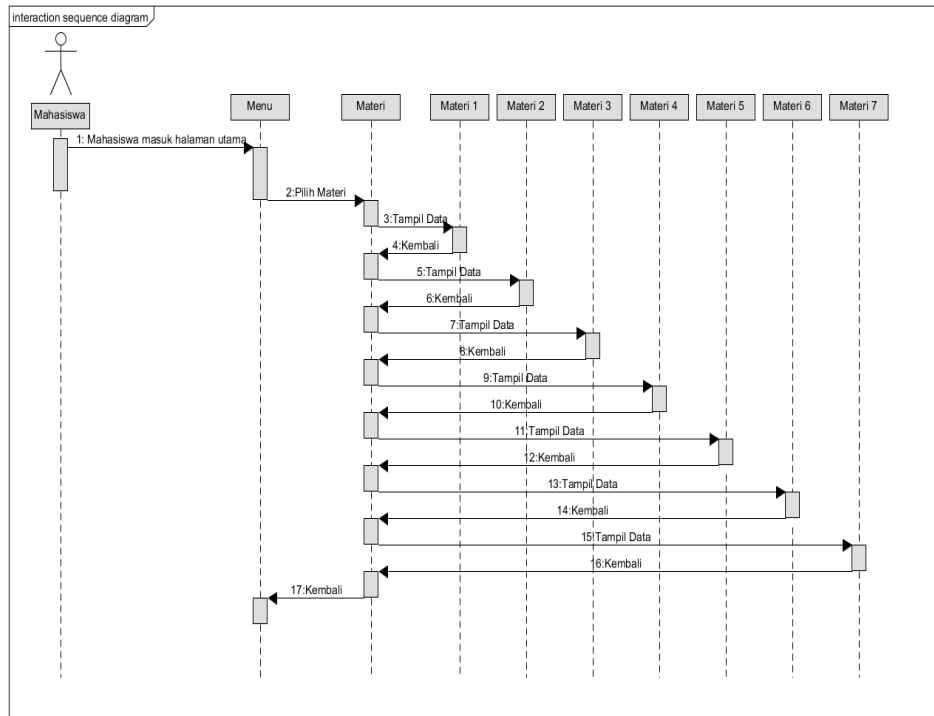 interaction sequence diagram
Mahasiswa
Menu
Materi
Materi 1
Materi 2
Materi 3
Materi 4
Materi 5
Materi 6
Materi 7
1: Mahasiswa masuk halaman utama
2:Pilih Materi
3:Tampil Data
4:Kembali
5:Tampil Data
6:Kembali
7:Tampil Data
8:Kembali
9:Tampil Data
10:Kembali
11:Tampil Data
12:Kembali
13:Tampil Data
14:Kembali
15:Tampil Data
16:Kembali
17:Kembali